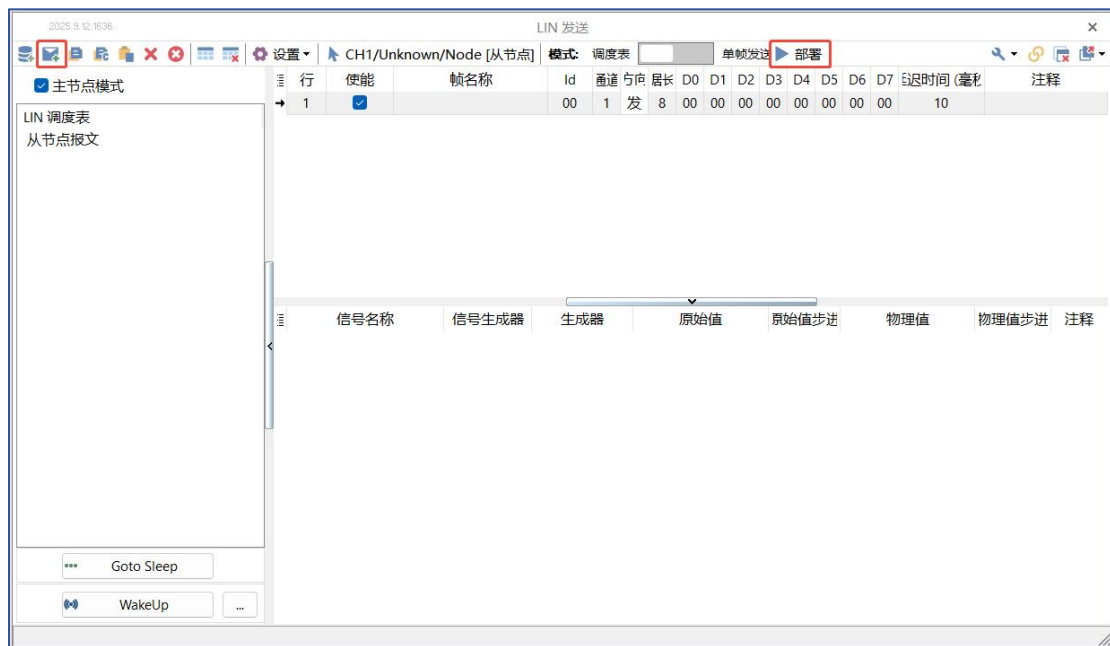 2025.9.12.1636
LIN 发送
设置 CH1/Unknown/Node [从节点] 模式: 调度表 单帧发送 部署
主节点模式
LIN 调度表
从节点报文
行 使能 帧名称 Id 通道 方向 居长 D0 D1 D2 D3 D4 D5 D6 D7 迟时间 (毫秒 注释
1 00 1 发 8 00 00 00 00 00 00 00 00 10
信号名称 信号生成器 生成器 原始值 原始值步进 物理值 物理值步进 注释
Goto Sleep
WakeUp ...